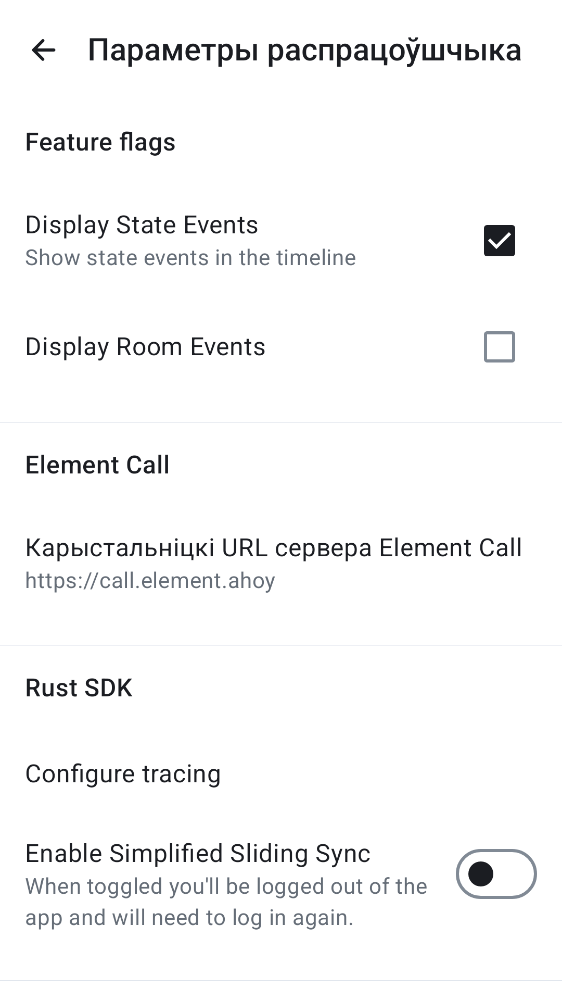 Параметры распрацоўшчыка
Feature flags
Display State Events
Show state events in the timeline
Display Room Events
Element Call
Карыстальніцкі URL сервера Element Call
https://call.element.ahoy
Rust SDK
Configure tracing
Enable Simplified Sliding Sync
When toggled you'll be logged out of the
app and will need to log in again.